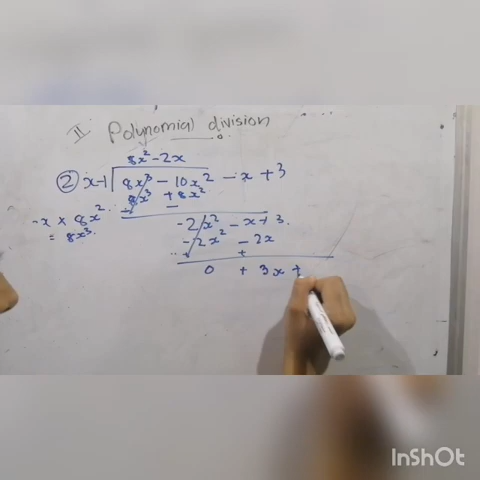 II Polynomial division
8x² - 2x
② x-1 | 8x³ - 10x² - x + 3
8x³ + 8x²
+ -
-x × 8x²
= 8x³.
-2x² - x + 3.
-2x² - 2x
+ +
0 + 3x +
InShOt